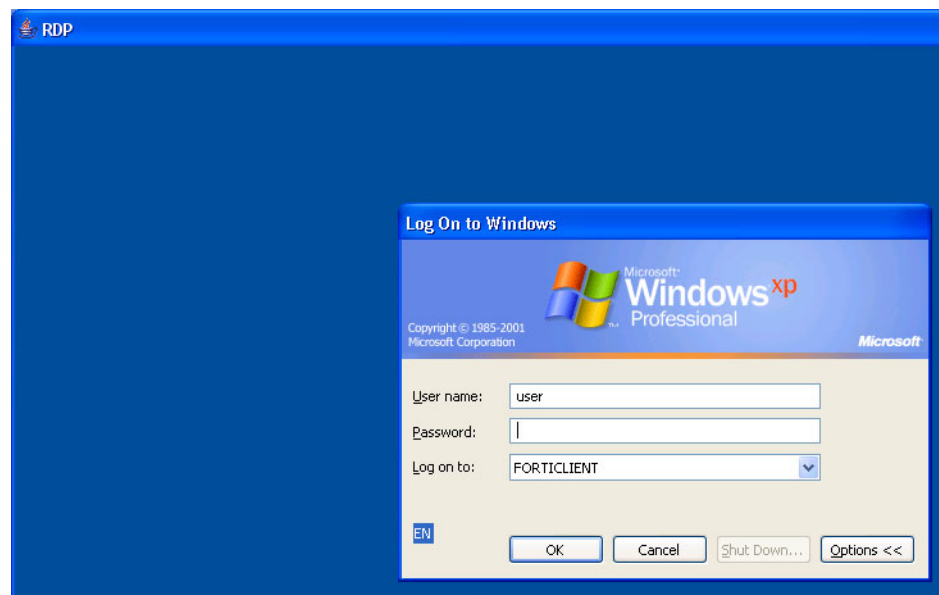 RDP
Log On to Windows
Microsoft®
Windows xp
Professional
TM
Copyright © 1985-2001
Microsoft Corporation
Microsoft
User name: user
Password:
Log on to: FORTICLIENT
EN
OK Cancel Shut Down... Options <<